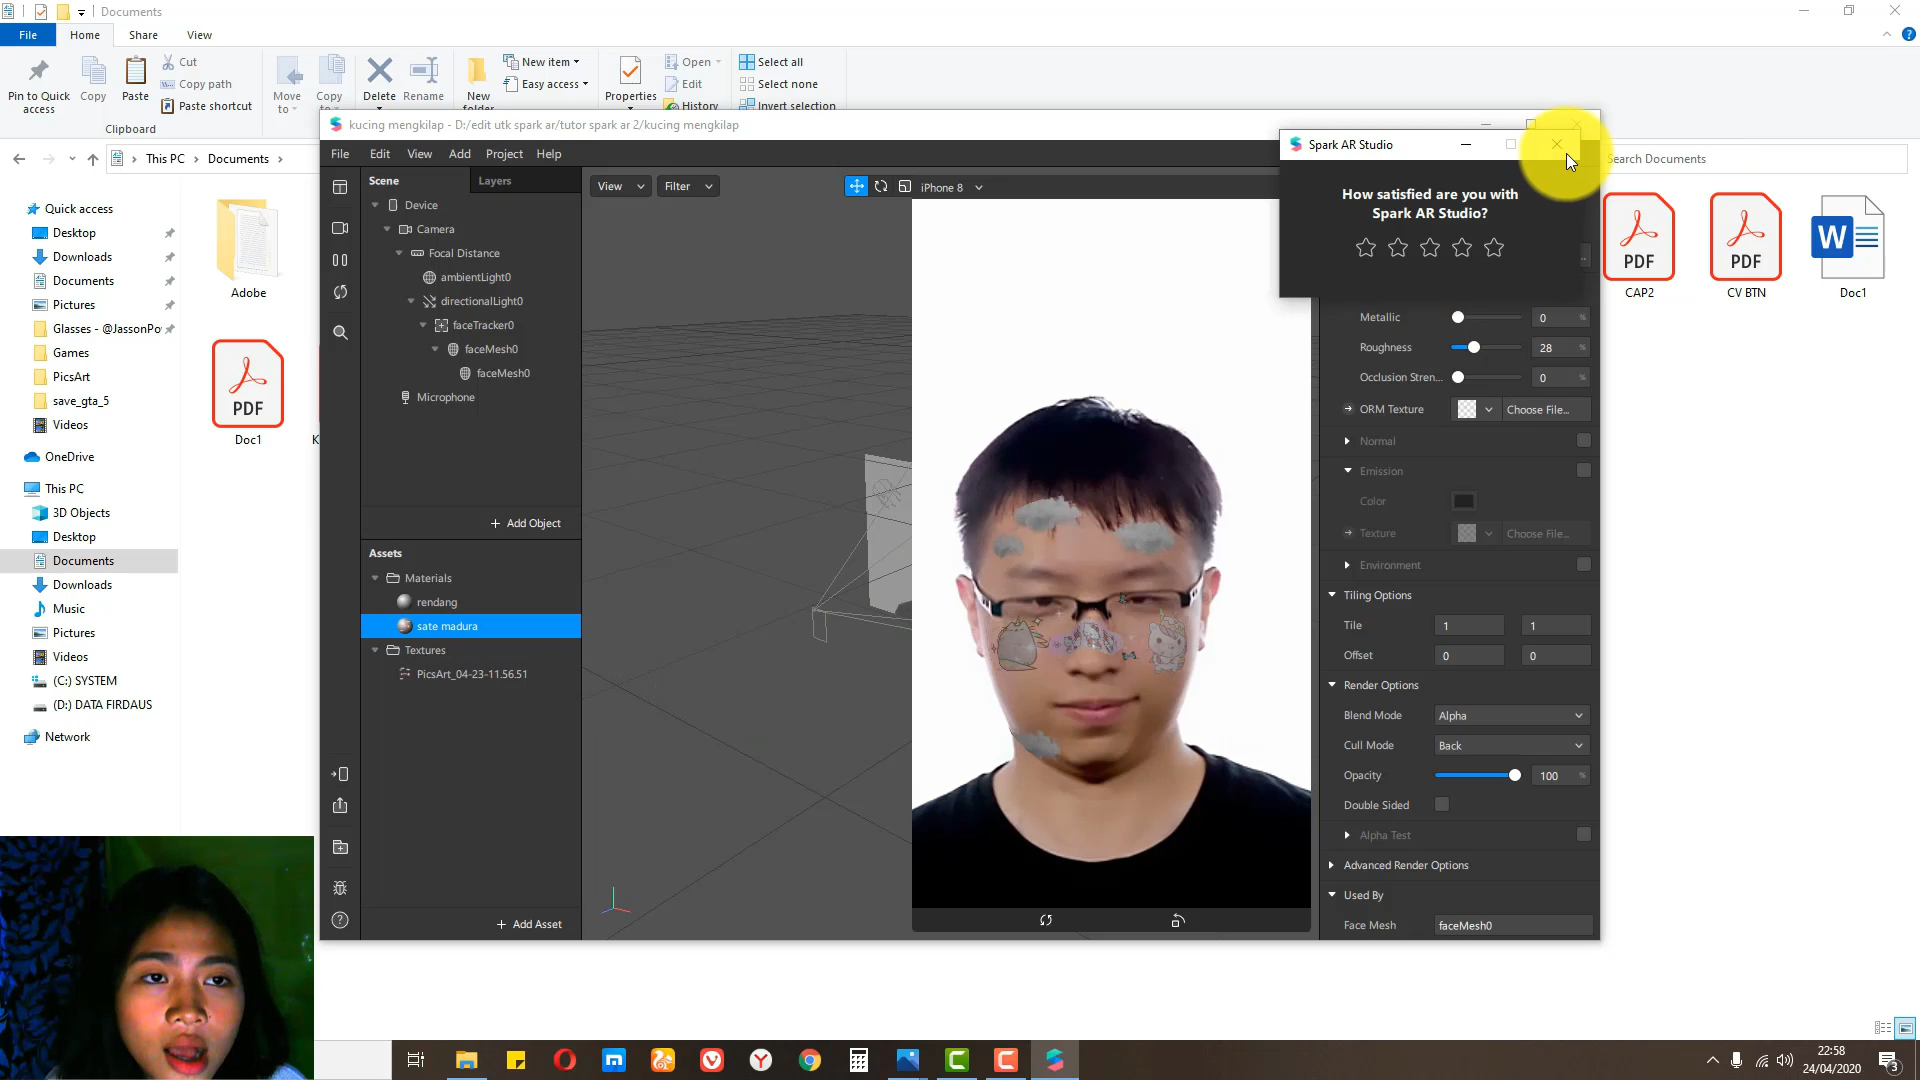 Documents
File
Home
Share
View
Pin to Quick access
Copy
Paste
Cut
Copy path
Paste shortcut
Clipboard
Move to
Copy to
Delete
Rename
New folder
New item
Easy access
Properties
Open
Edit
History
Select all
Select none
Invert selection
This PC
Documents
Search Documents
Quick access
Desktop
Downloads
Documents
Pictures
Glasses - @JassonPo
Games
PicsArt
save_gta_5
Videos
OneDrive
This PC
3D Objects
Desktop
Documents
Downloads
Music
Pictures
Videos
(C:) SYSTEM
(D:) DATA FIRDAUS
Network
Adobe
PDF
Doc1
K
PDF
CAP2
PDF
CV BTN
W
Doc1
kucing mengkilap - D:/edit utk spark ar/tutor spark ar 2/kucing mengkilap
File
Edit
View
Add
Project
Help
Scene
Layers
Device
Camera
Focal Distance
ambientLight0
directionalLight0
faceTracker0
faceMesh0
faceMesh0
Microphone
+ Add Object
Assets
Materials
rendang
sate madura
Textures
PicsArt_04-23-11.56.51
+ Add Asset
View
Filter
iPhone 8
Spark AR Studio
How satisfied are you with
Spark AR Studio?
Metallic 0 %
Roughness 28 %
Occlusion Stren... 0 %
ORM Texture Choose File...
Normal
Emission
Color
Texture Choose File...
Environment
Tiling Options
Tile 1 1
Offset 0 0
Render Options
Blend Mode Alpha
Cull Mode Back
Opacity 100 %
Double Sided
Alpha Test
Advanced Render Options
Used By
Face Mesh faceMesh0
22:58
24/04/2020
3